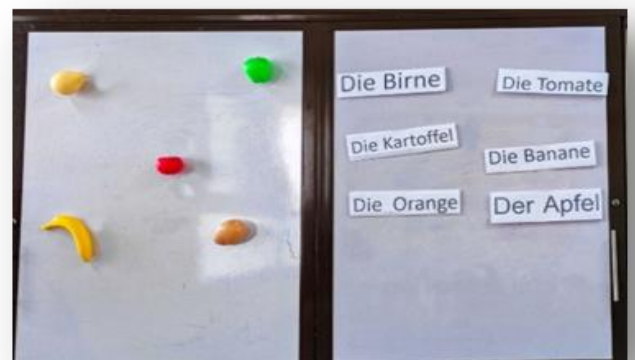 Die Birne
Die Tomate
Die Kartoffel
Die Banane
Die Orange
Der Apfel